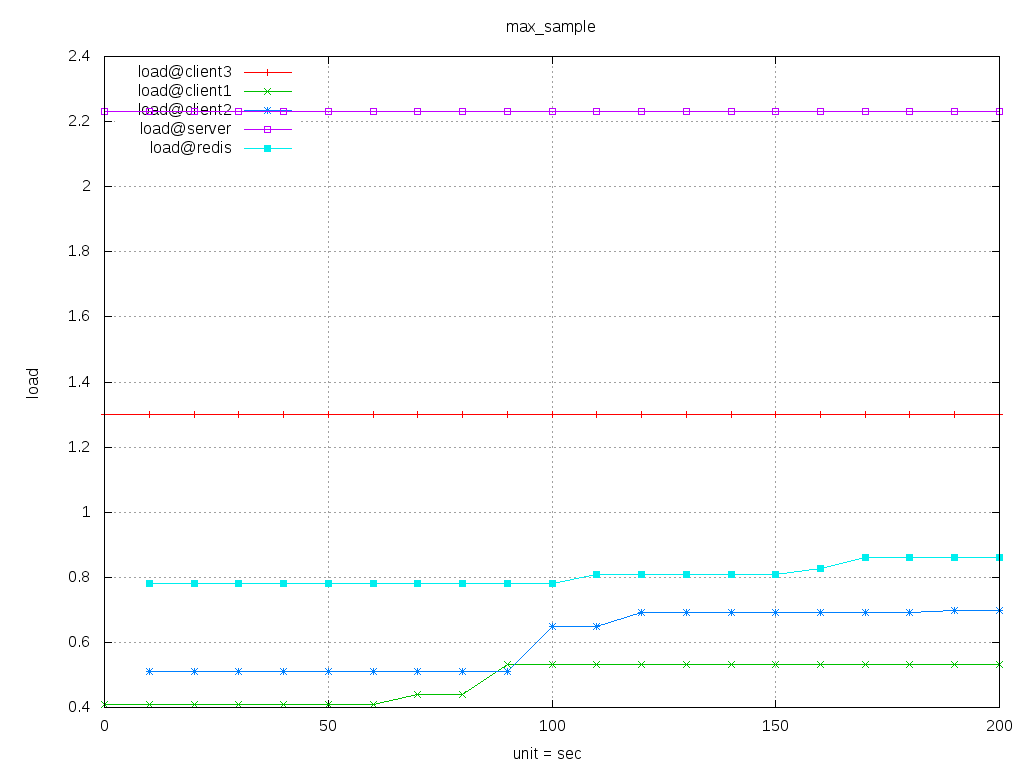 max_sample
load@client3
load@client1
load@client2
load@server
load@redis
2.4
2.2
2
1.8
1.6
1.4
1.2
1
0.8
0.6
0.4
load
0 50 100 150 200
unit = sec